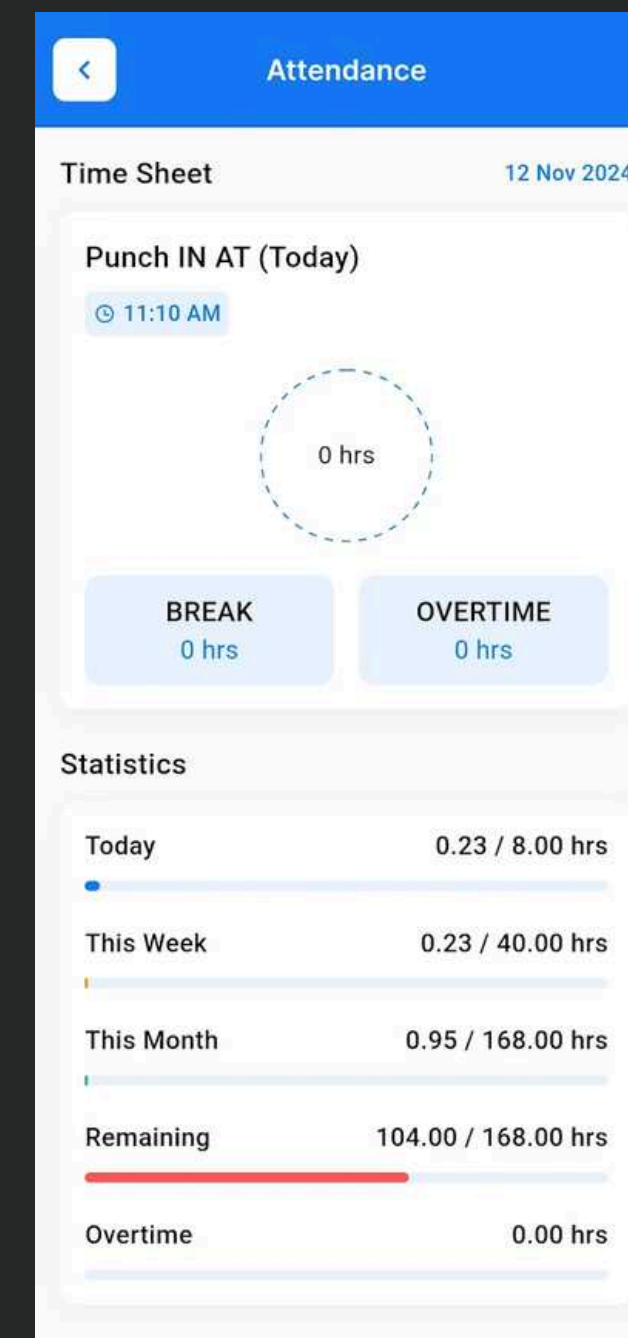 Attendance
Time Sheet 12 Nov 2024
Punch IN AT (Today)
11:10 AM
0 hrs
BREAK OVERTIME
0 hrs 0 hrs
Statistics
Today 0.23 / 8.00 hrs
This Week 0.23 / 40.00 hrs
This Month 0.95 / 168.00 hrs
Remaining 104.00 / 168.00 hrs
Overtime 0.00 hrs